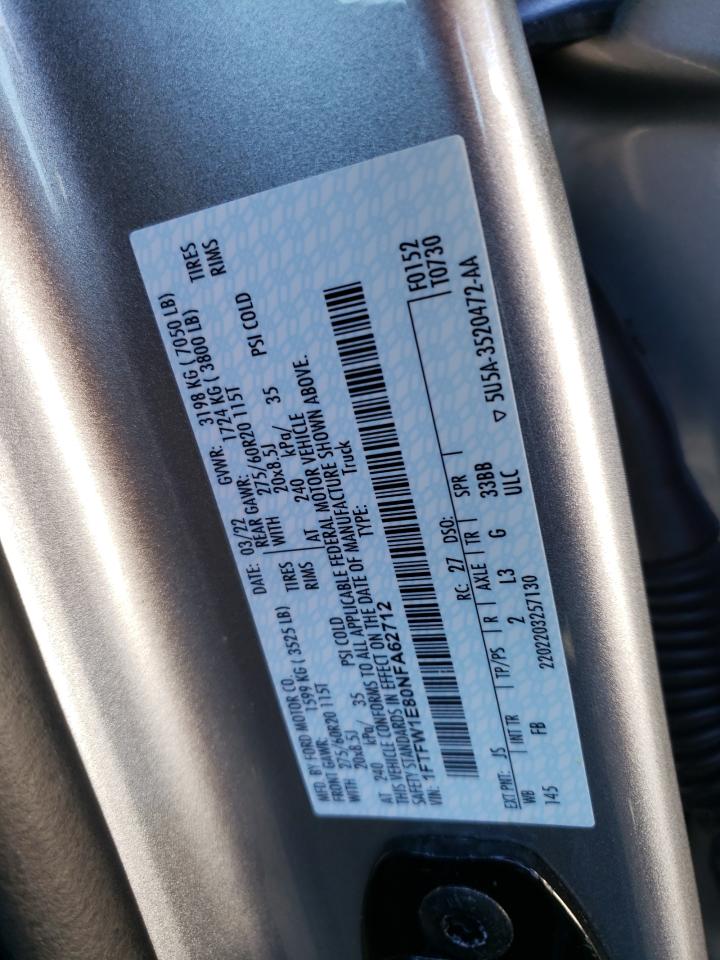 MFD. BY FORD MOTOR CO. DATE: 03/22 GVWR: 3198 KG ( 7050 LB)
FRONT GAWR: 1599 KG ( 3525 LB) REAR GAWR: 1724 KG ( 3800 LB)
275/60R20 115T TIRES 275/60R20 115T TIRES
WITH 20x8.5J RIMS WITH 20x8.5J RIMS
AT 240 kPa/ 35 PSI COLD AT 240 kPa/ 35 PSI COLD
THIS VEHICLE CONFORMS TO ALL APPLICABLE FEDERAL MOTOR VEHICLE
SAFETY STANDARDS IN EFFECT ON THE DATE OF MANUFACTURE SHOWN ABOVE.
VIN: 1FTFW1E80NFA62712 TYPE: Truck
F0152
T0730
EXT PNT: JS RC: 27 DSO:
WB INT TR TP/PS R AXLE TR SPR
145 FB 2 L3 G 33BB
2202203257130 ULC ▽ 5U5A-3520472-AA